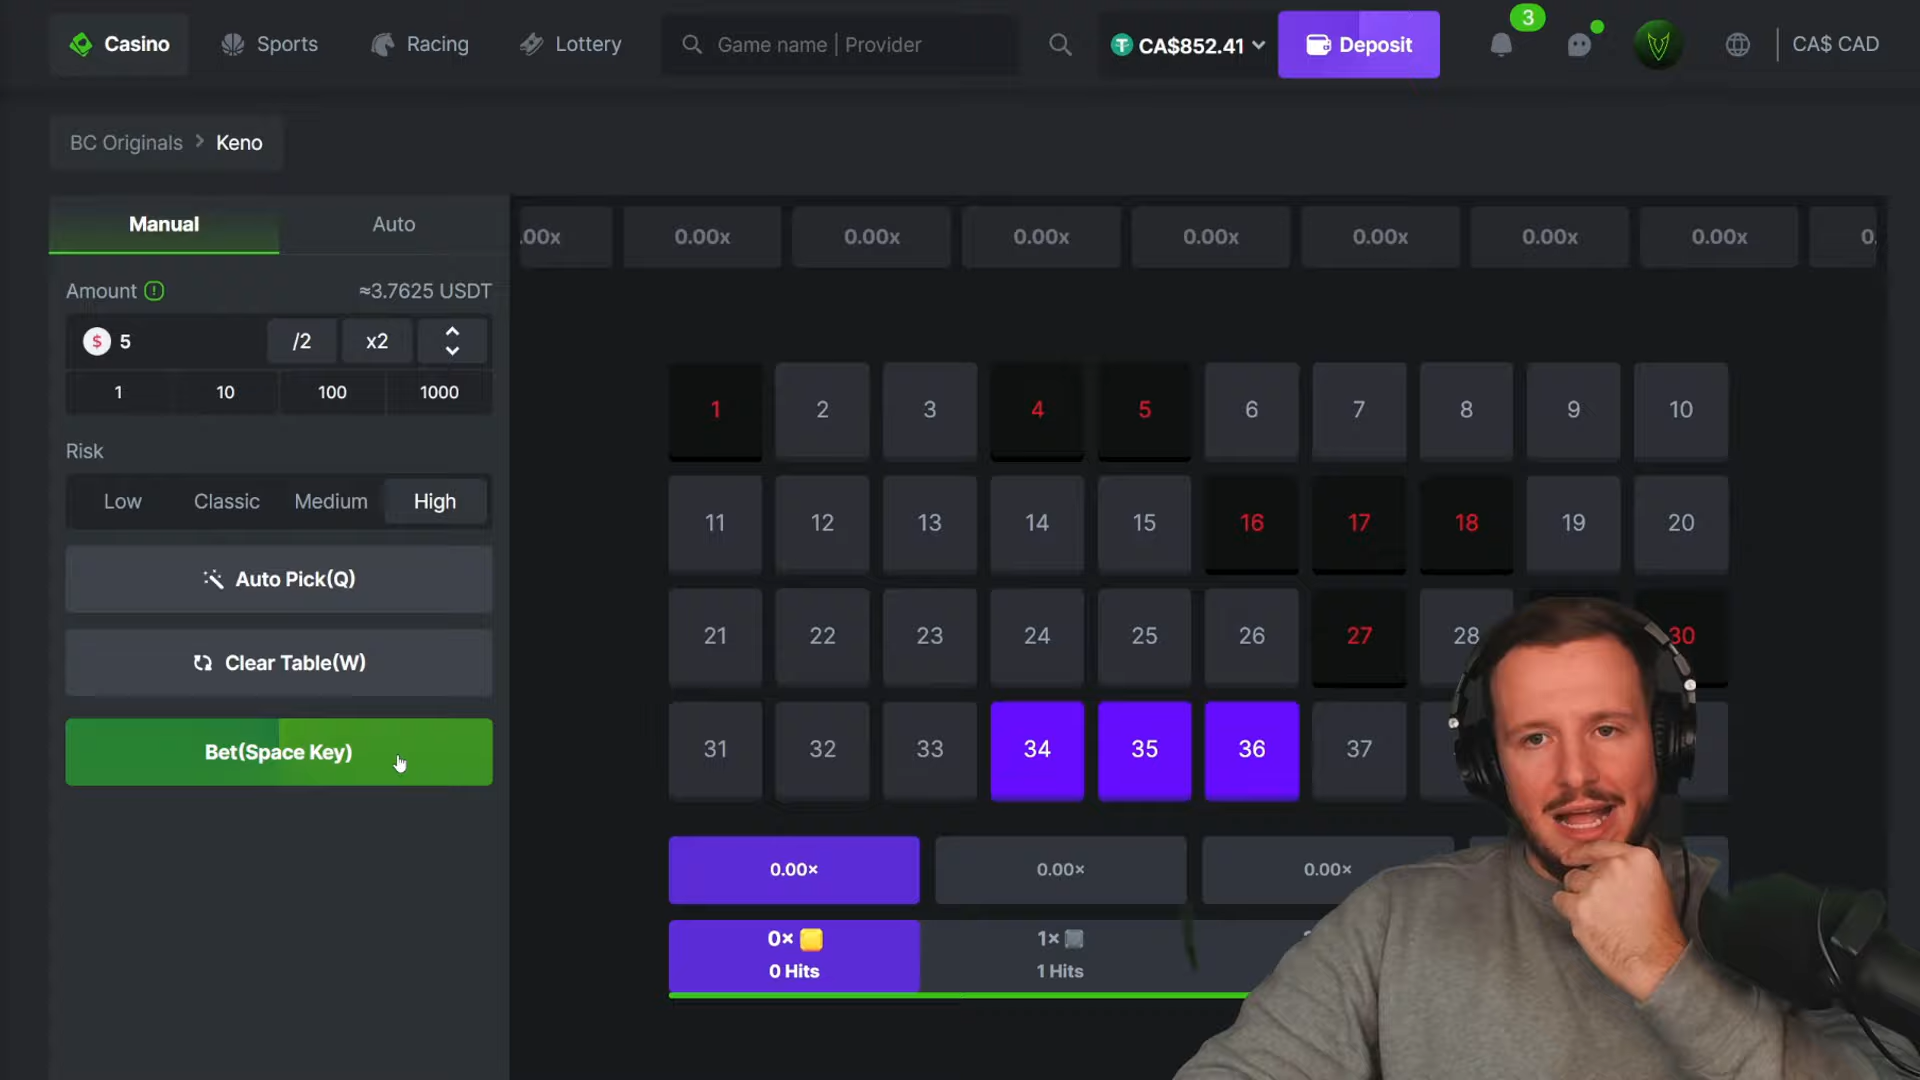 Casino
Sports
Racing
Lottery
Game name | Provider
CA$852.41
Deposit
3
CA$ CAD
BC Originals > Keno
Manual
Auto
.00x 0.00x 0.00x 0.00x 0.00x 0.00x 0.00x 0.00x 0.
Amount
≈3.7625 USDT
$ 5 /2 x2
1 10 100 1000
Risk
Low Classic Medium High
Auto Pick(Q)
Clear Table(W)
Bet(Space Key)
1 2 3 4 5 6 7 8 9 10
11 12 13 14 15 16 17 18 19 20
21 22 23 24 25 26 27 28 30
31 32 33 34 35 36 37
0.00× 0.00× 0.00×
0× 1×
0 Hits 1 Hits